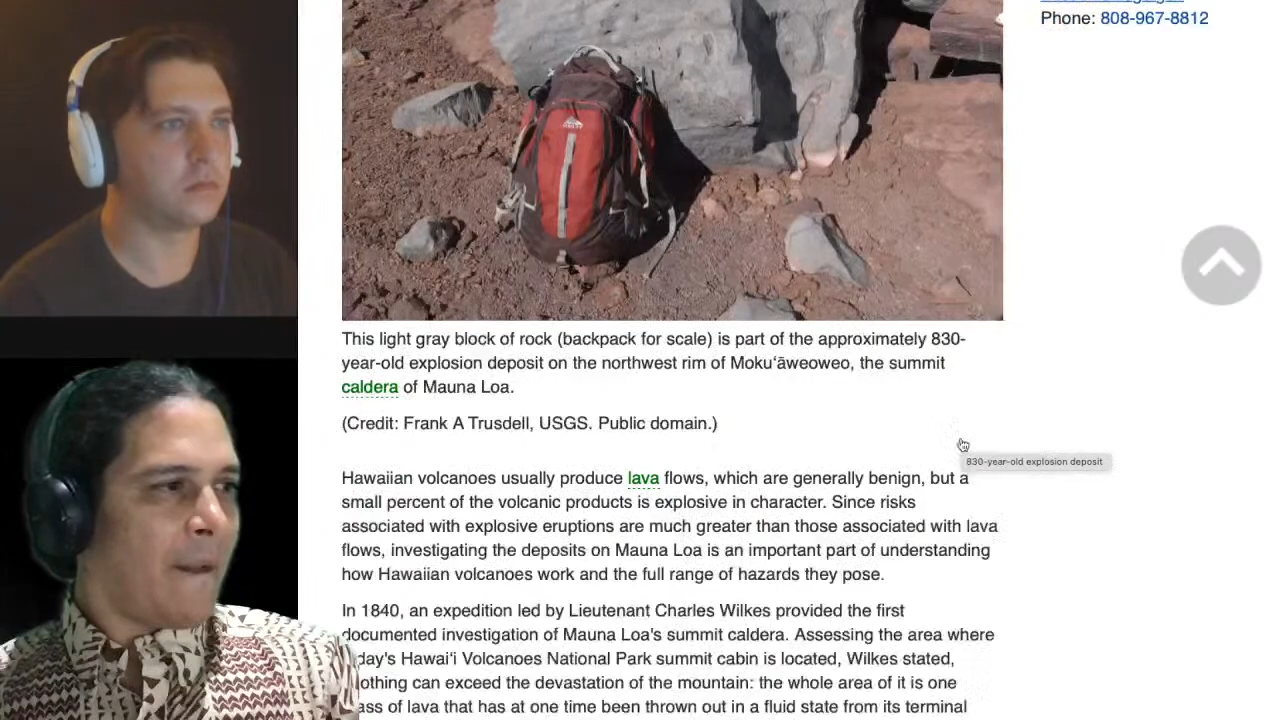 Phone: 808-967-8812
This light gray block of rock (backpack for scale) is part of the approximately 830-
year-old explosion deposit on the northwest rim of Mokuʻāweoweo, the summit
caldera of Mauna Loa.
(Credit: Frank A Trusdell, USGS. Public domain.)
830-year-old explosion deposit
Hawaiian volcanoes usually produce lava flows, which are generally benign, but a
small percent of the volcanic products is explosive in character. Since risks
associated with explosive eruptions are much greater than those associated with lava
flows, investigating the deposits on Mauna Loa is an important part of understanding
how Hawaiian volcanoes work and the full range of hazards they pose.
In 1840, an expedition led by Lieutenant Charles Wilkes provided the first
documented investigation of Mauna Loa's summit caldera. Assessing the area where
day's Hawaiʻi Volcanoes National Park summit cabin is located, Wilkes stated,
othing can exceed the devastation of the mountain: the whole area of it is one
ass of lava that has at one time been thrown out in a fluid state from its terminal